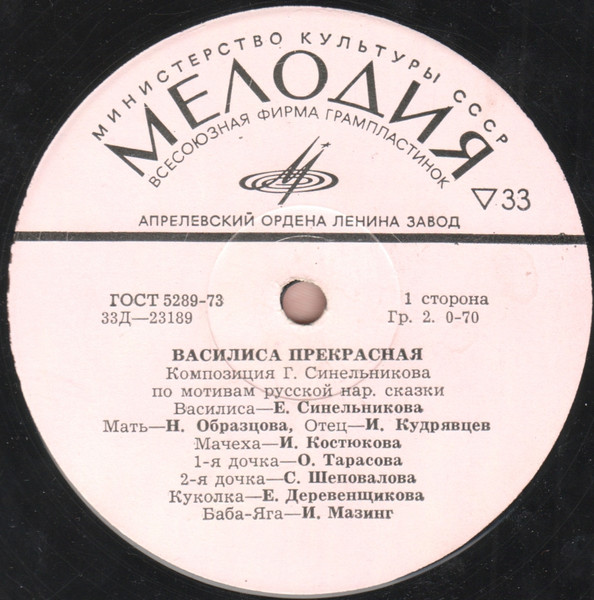 МИНИСТЕРСТВО КУЛЬТУРЫ СССР
МЕЛОДИЯ
ВСЕСОЮЗНАЯ ФИРМА ГРАМПЛАСТИНОК
33
АПРЕЛЕВСКИЙ ОРДЕНА ЛЕНИНА ЗАВОД
ГОСТ 5289-73 1 сторона
33Д—23189 Гр. 2. 0-70
ВАСИЛИСА ПРЕКРАСНАЯ
Композиция Г. Синельникова
по мотивам русской нар. сказки
Василиса—Е. Синельникова
Мать—Н. Образцова, Отец—И. Кудрявцев
Мачеха—И. Костюкова
1-я дочка—О. Тарасова
2-я дочка—С. Шеповалова
Куколка—Е. Деревенщикова
Баба-Яга—И. Мазинг